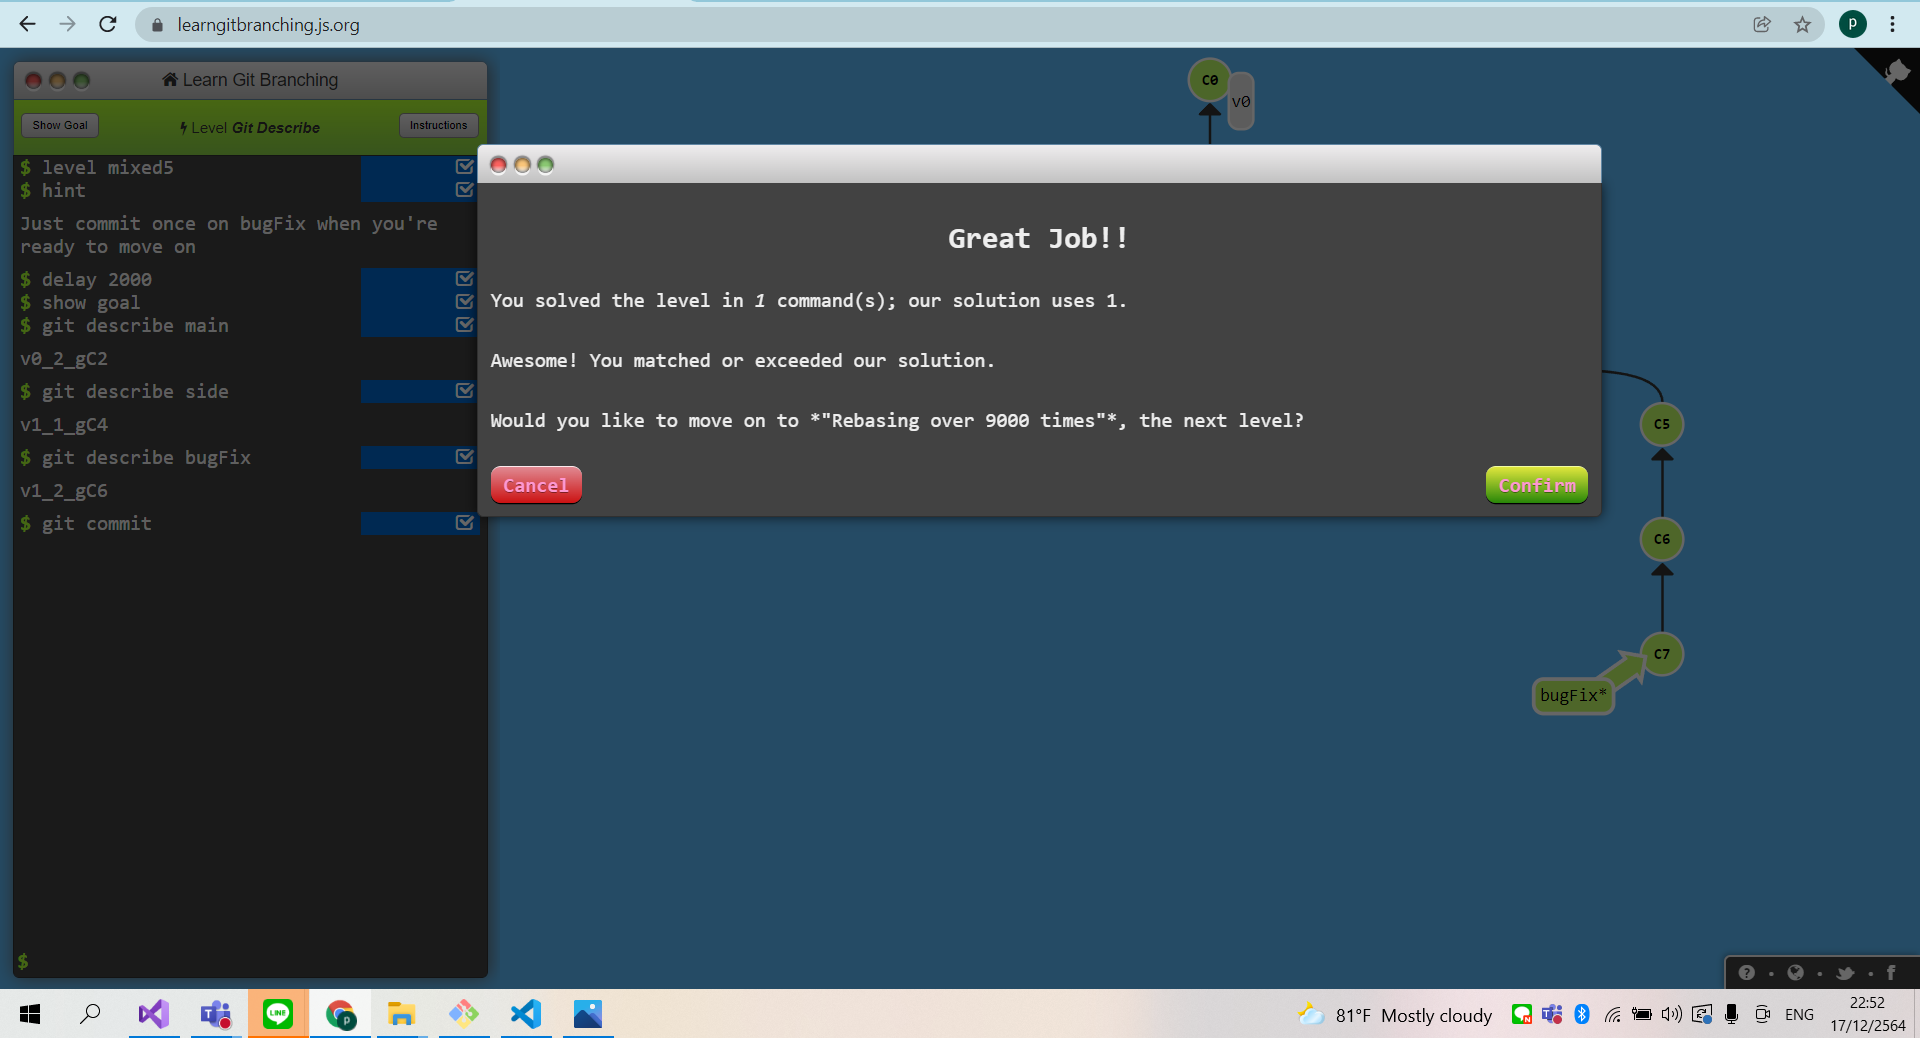 learngitbranching.js.org
P
Learn Git Branching
Show Goal
Level Git Describe
Instructions
$ level mixed5
$ hint
Just commit once on bugFix when you're
ready to move on
$ delay 2000
$ show goal
$ git describe main
v0_2_gC2
$ git describe side
v1_1_gC4
$ git describe bugFix
v1_2_gC6
$ git commit
$
C0
v0
Great Job!!
You solved the level in 1 command(s); our solution uses 1.
Awesome! You matched or exceeded our solution.
Would you like to move on to *"Rebasing over 9000 times"*, the next level?
Cancel
Confirm
C5
C6
C7
bugFix*
LINE
P
81°F Mostly cloudy
ENG
22:52
17/12/2564